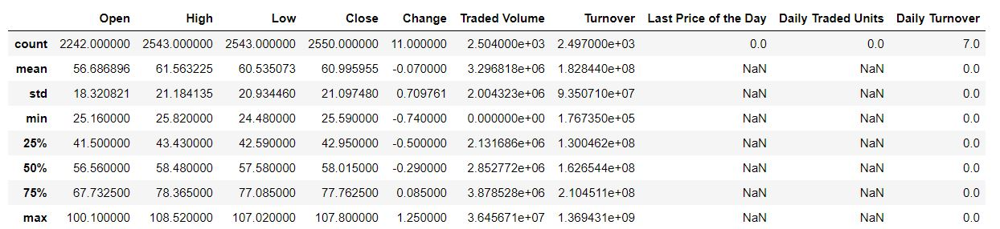 Open High Low Close Change Traded Volume Turnover Last Price of the Day Daily Traded Units Daily Turnover
count 2242.000000 2543.000000 2543.000000 2550.000000 11.000000 2.504000e+03 2.497000e+03 0.0 0.0 7.0
mean 56.686896 61.563225 60.535073 60.995955 -0.070000 3.296818e+06 1.828440e+08 NaN NaN 0.0
std 18.320821 21.184135 20.934460 21.097480 0.709761 2.004323e+06 9.350710e+07 NaN NaN 0.0
min 25.160000 25.820000 24.480000 25.590000 -0.740000 0.000000e+00 1.767350e+05 NaN NaN 0.0
25% 41.500000 43.430000 42.590000 42.950000 -0.500000 2.131686e+06 1.300462e+08 NaN NaN 0.0
50% 56.560000 58.480000 57.580000 58.015000 -0.290000 2.852772e+06 1.626544e+08 NaN NaN 0.0
75% 67.732500 78.365000 77.085000 77.762500 0.085000 3.878528e+06 2.104511e+08 NaN NaN 0.0
max 100.100000 108.520000 107.020000 107.800000 1.250000 3.645671e+07 1.369431e+09 NaN NaN 0.0